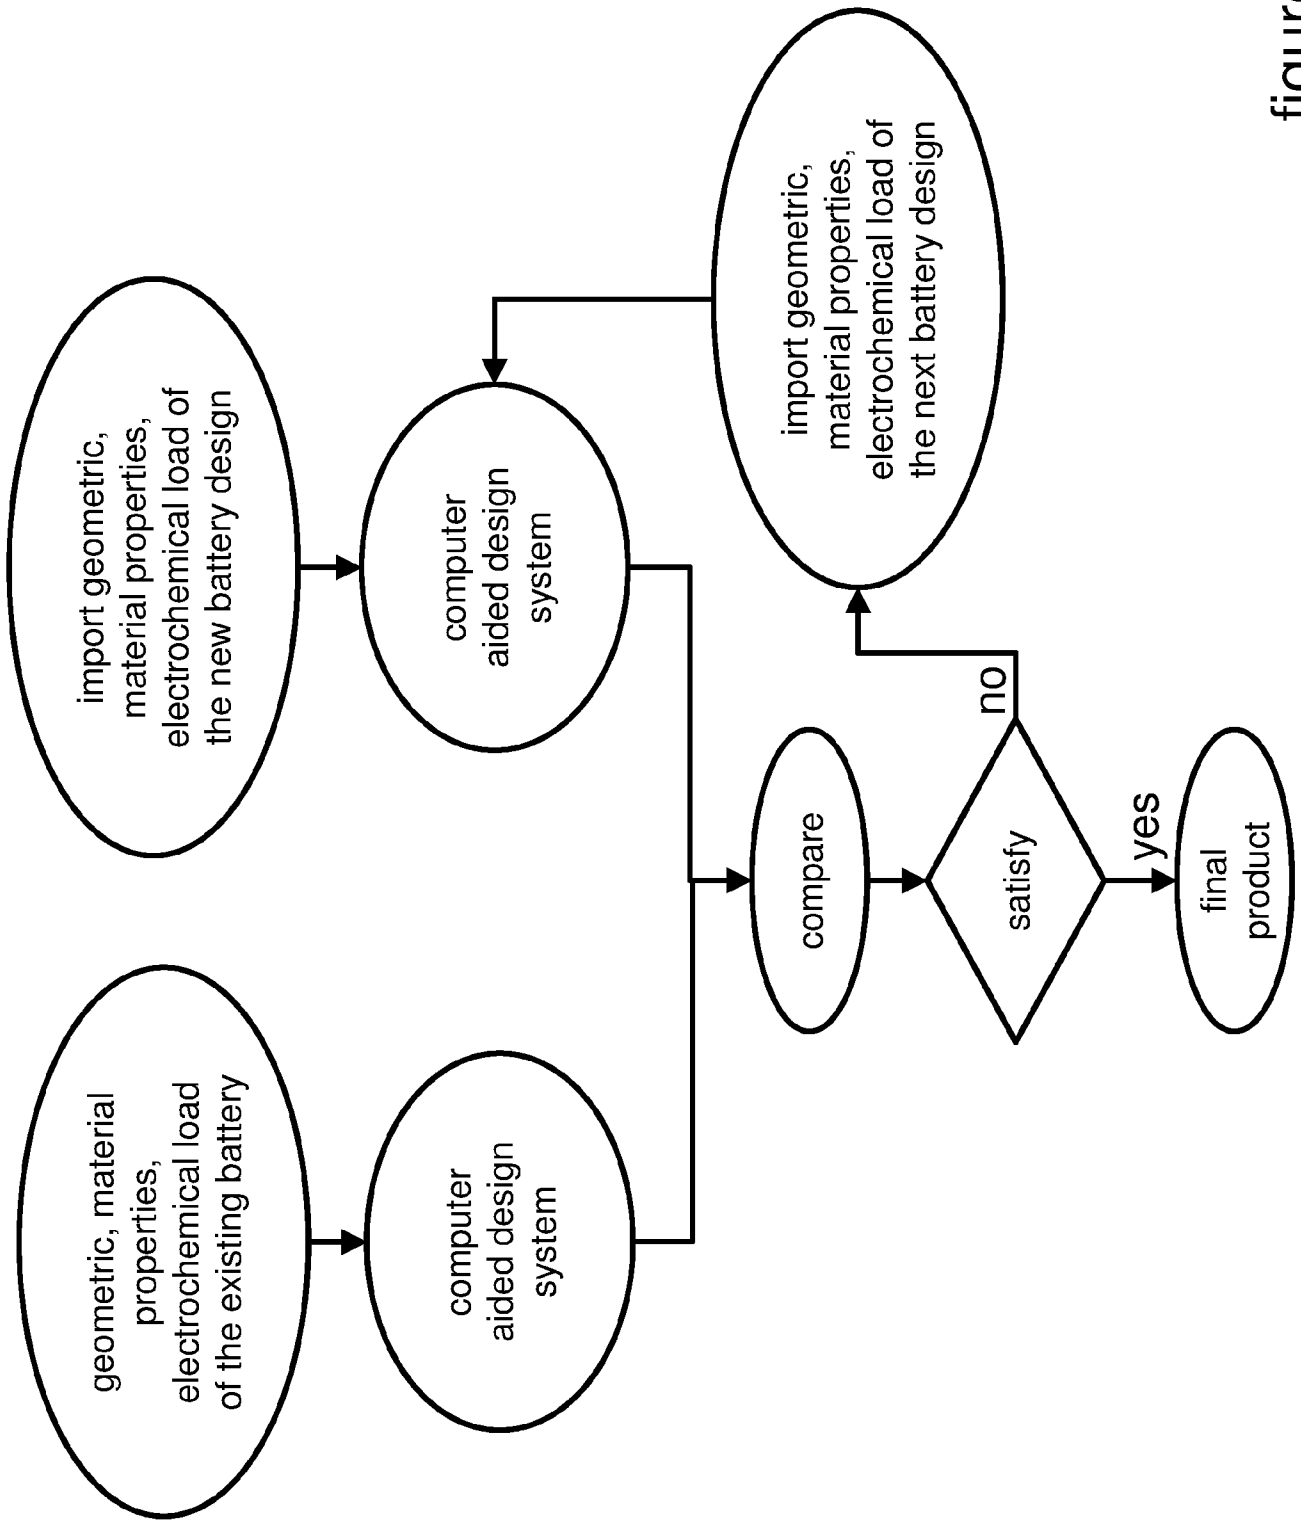 geometric, material
properties,
electrochemical load
of the existing battery
import geometric,
material properties,
electrochemical load of
the new battery design
computer
aided design
system
computer
aided design
system
compare
import geometric,
material properties,
electrochemical load of
the next battery design
satisfy
no
yes
final
product